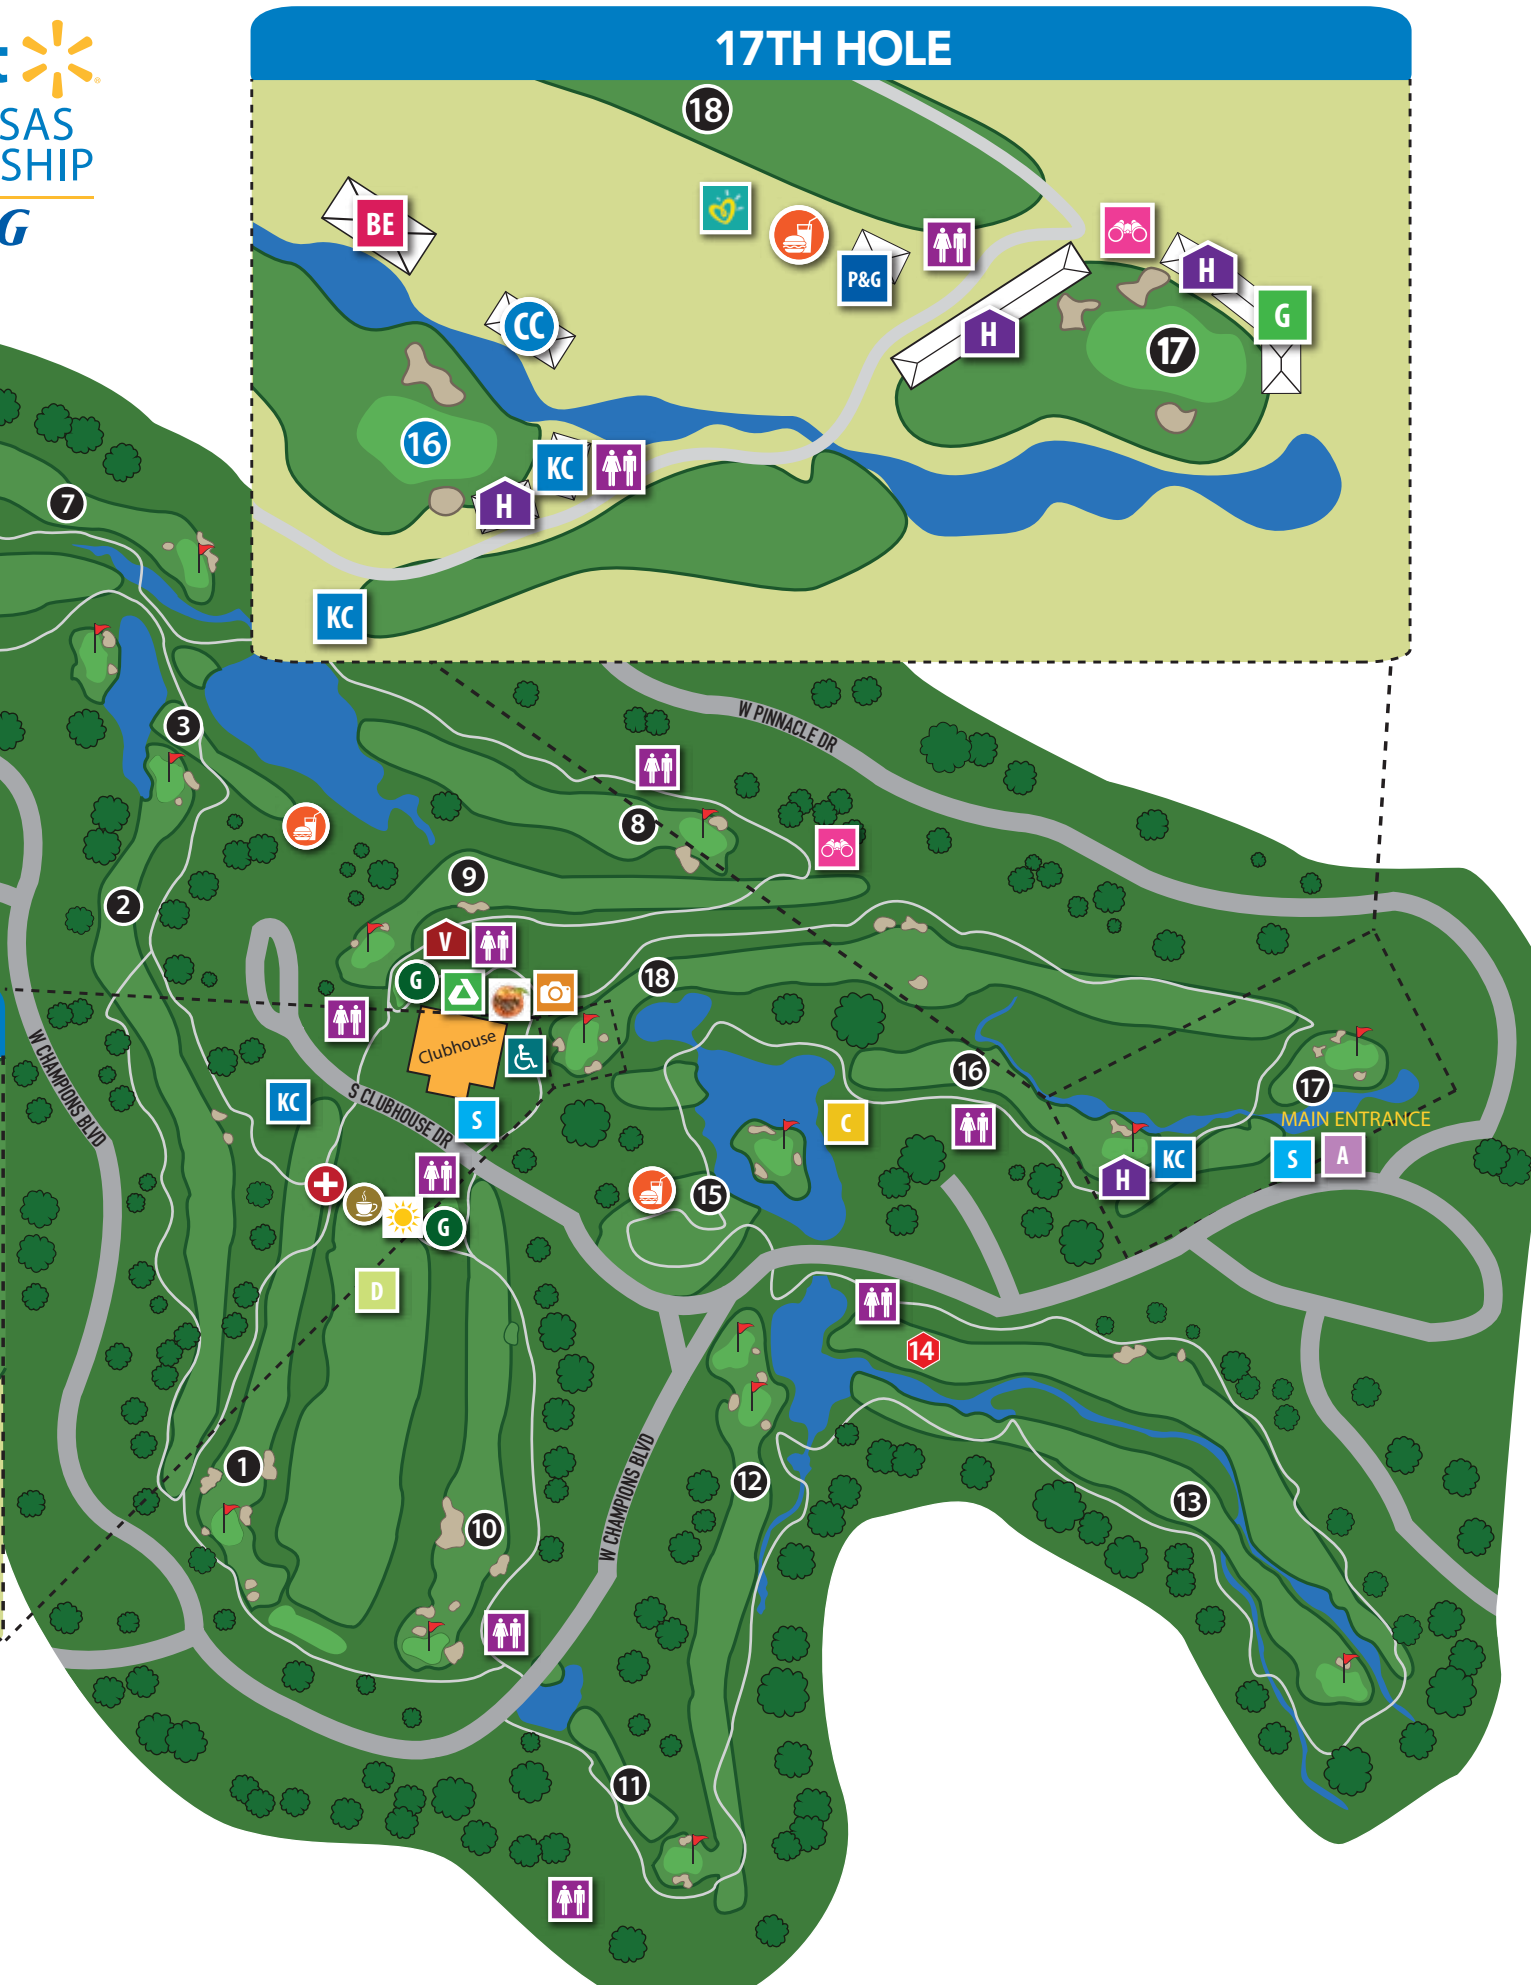 t
SAS
SHIP
G
17TH HOLE
18
BE
P&G
H
H
G
CC
17
16
KC
H
KC
7
3
W PINNACLE DR
8
2
9
V
G
18
Clubhouse
16
17
MAIN ENTRANCE
W CHAMPIONS BLVD
KC
S CLUBHOUSE DR
S
C
H
KC
S
A
15
G
D
14
1
10
W CHAMPIONS BLVD
12
13
11